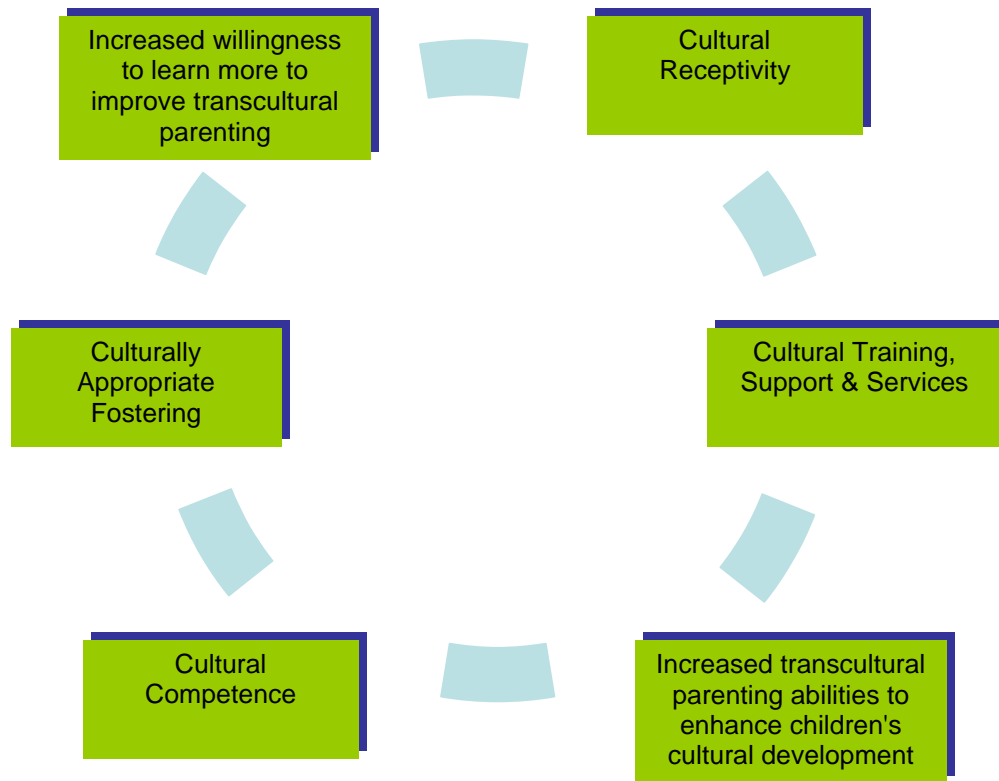 Increased willingness
to learn more to
improve transcultural
parenting
Cultural
Receptivity
Cultural Training,
Support & Services
Increased transcultural
parenting abilities to
enhance children's
cultural development
Cultural
Competence
Culturally
Appropriate
Fostering